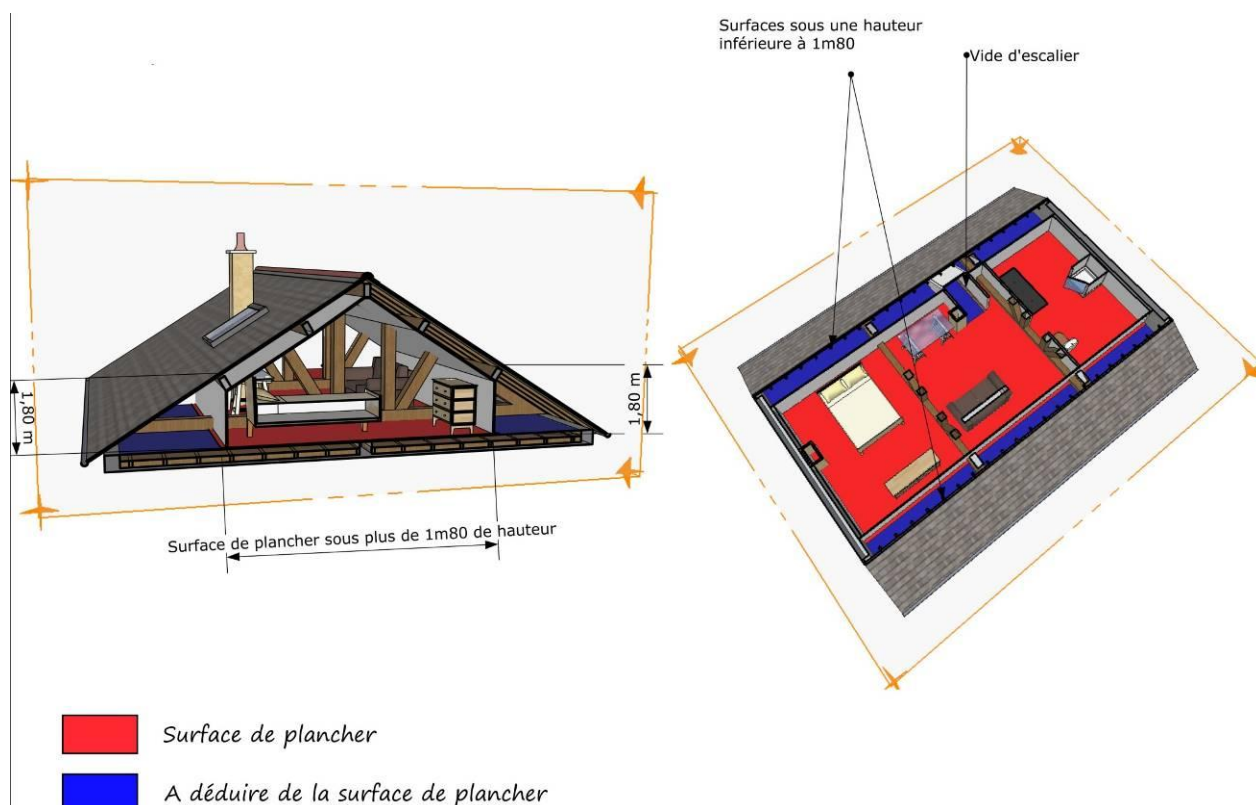 Surfaces sous une hauteur
inférieure à 1m80
Vide d'escalier
1,80 m
1,80 m
Surface de plancher sous plus de 1m80 de hauteur
Surface de plancher
A déduire de la surface de plancher